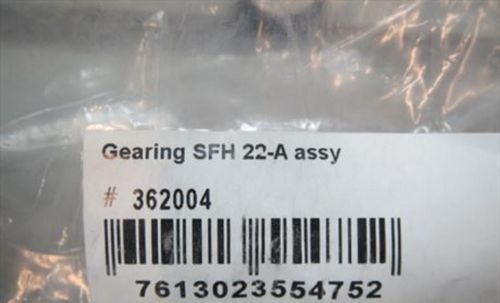 Gearing SFH 22-A assy
# 362004
7613023554752